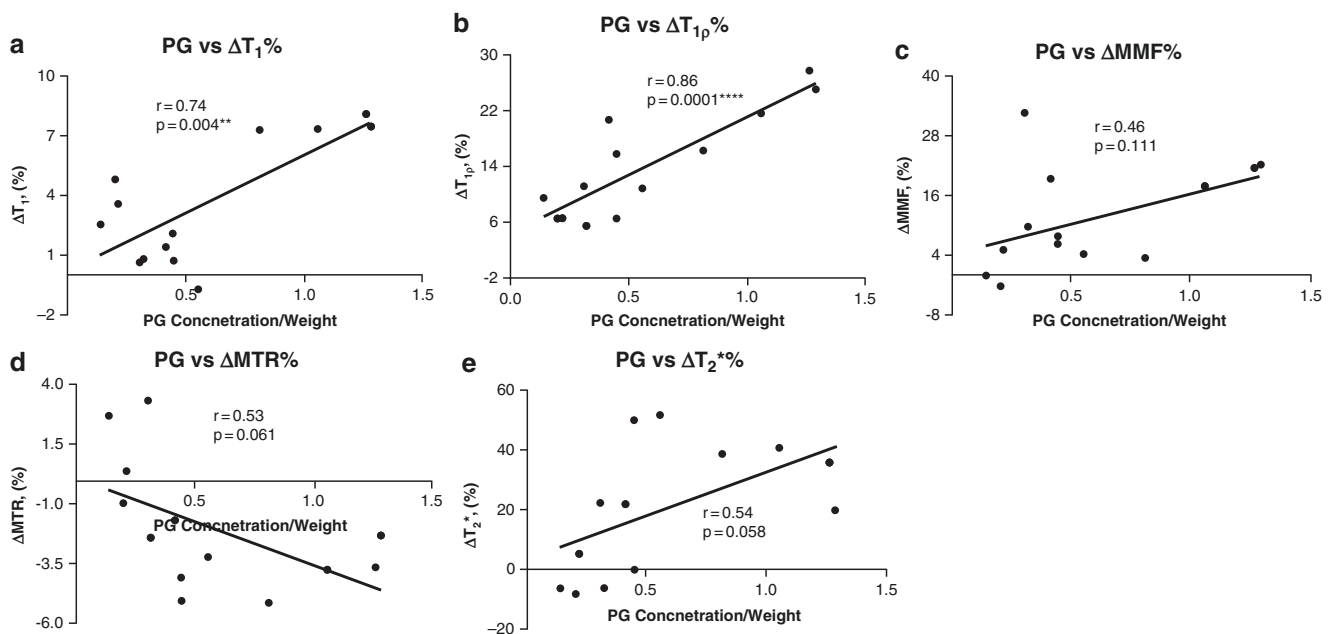 a
PG vs ΔT1%
10
7
4
1
−2
ΔT1, (%)
r=0.74
p=0.004**
0.5
1.0
1.5
PG Concnetration/Weight
b
PG vs ΔT1ρ%
30
22
14
6
-2
ΔT1ρ, (%)
r=0.86
p=0.0001****
0.0
0.5
1.0
1.5
PG Concnetration/Weight
c
PG vs ΔMMF%
40
28
16
4
-8
ΔMMF, (%)
r=0.46
p=0.111
0.5
1.0
1.5
PG Concnetration/Weight
d
PG vs ΔMTR%
4.0
1.5
-1.0
-3.5
-6.0
ΔMTR, (%)
r=0.53
p=0.061
0.5
1.0
1.5
PG Concnetration/Weight
e
PG vs ΔT2*%
60
40
20
0
−20
ΔT2*, (%)
r=0.54
p=0.058
0.5
1.0
1.5
PG Concnetration/Weight